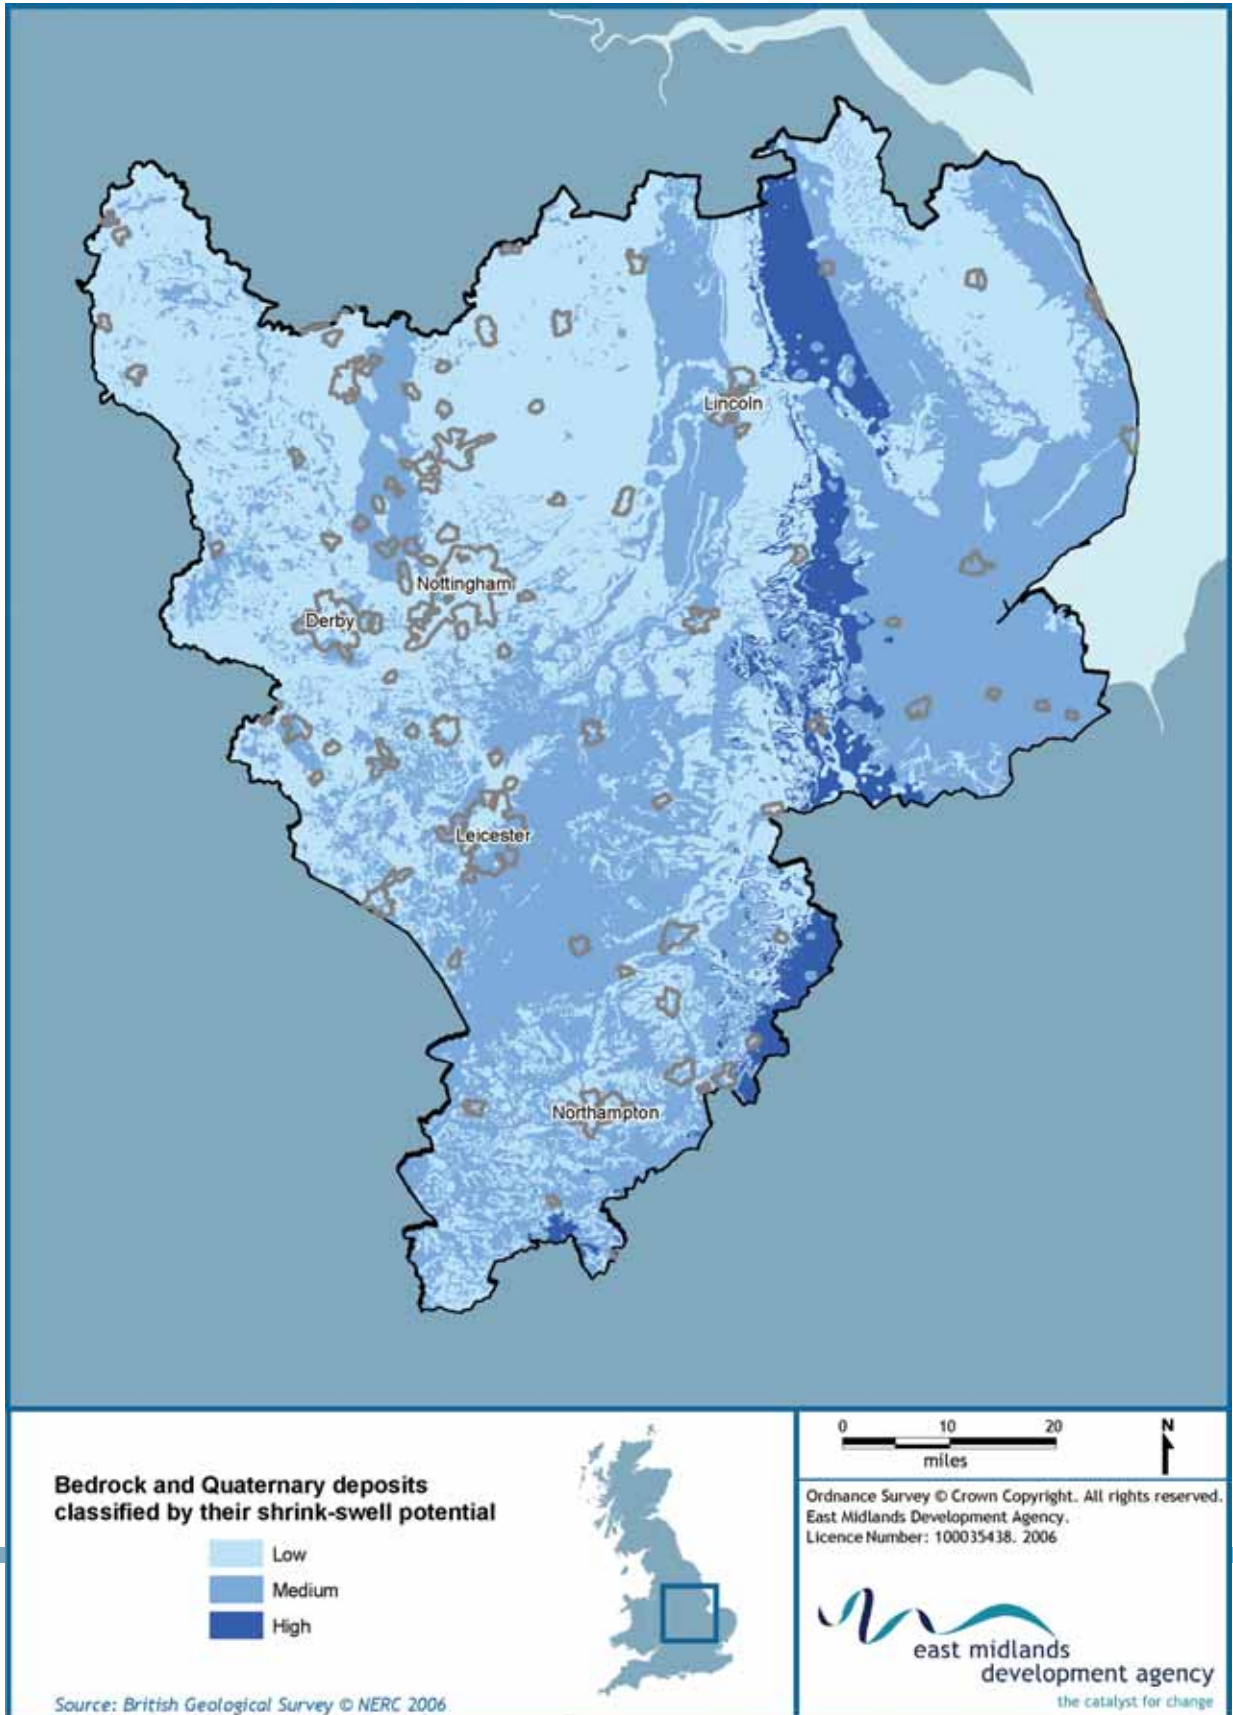 Lincoln
Nottingham
Derby
Leicester
Northampton
Bedrock and Quaternary deposits
classified by their shrink-swell potential
Low
Medium
High
Source: British Geological Survey © NERC 2006
0 10 20
miles
N
Ordnance Survey © Crown Copyright. All rights reserved.
East Midlands Development Agency.
Licence Number: 100035438. 2006
east midlands
development agency
the catalyst for change